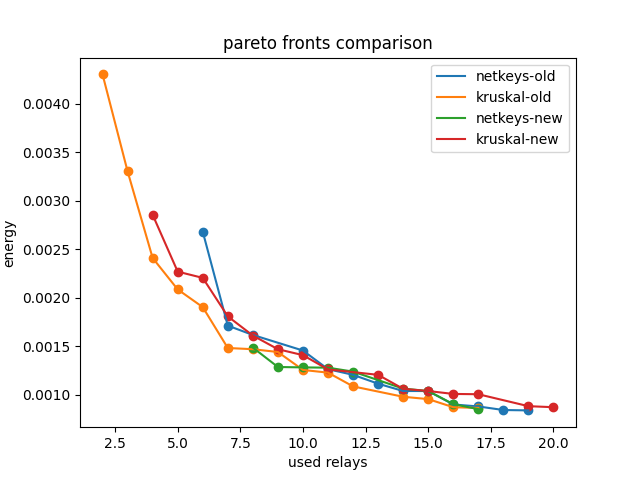 pareto fronts comparison
netkeys-old
kruskal-old
netkeys-new
kruskal-new
0.0040
0.0035
0.0030
0.0025
0.0020
0.0015
0.0010
energy
2.5 5.0 7.5 10.0 12.5 15.0 17.5 20.0
used relays